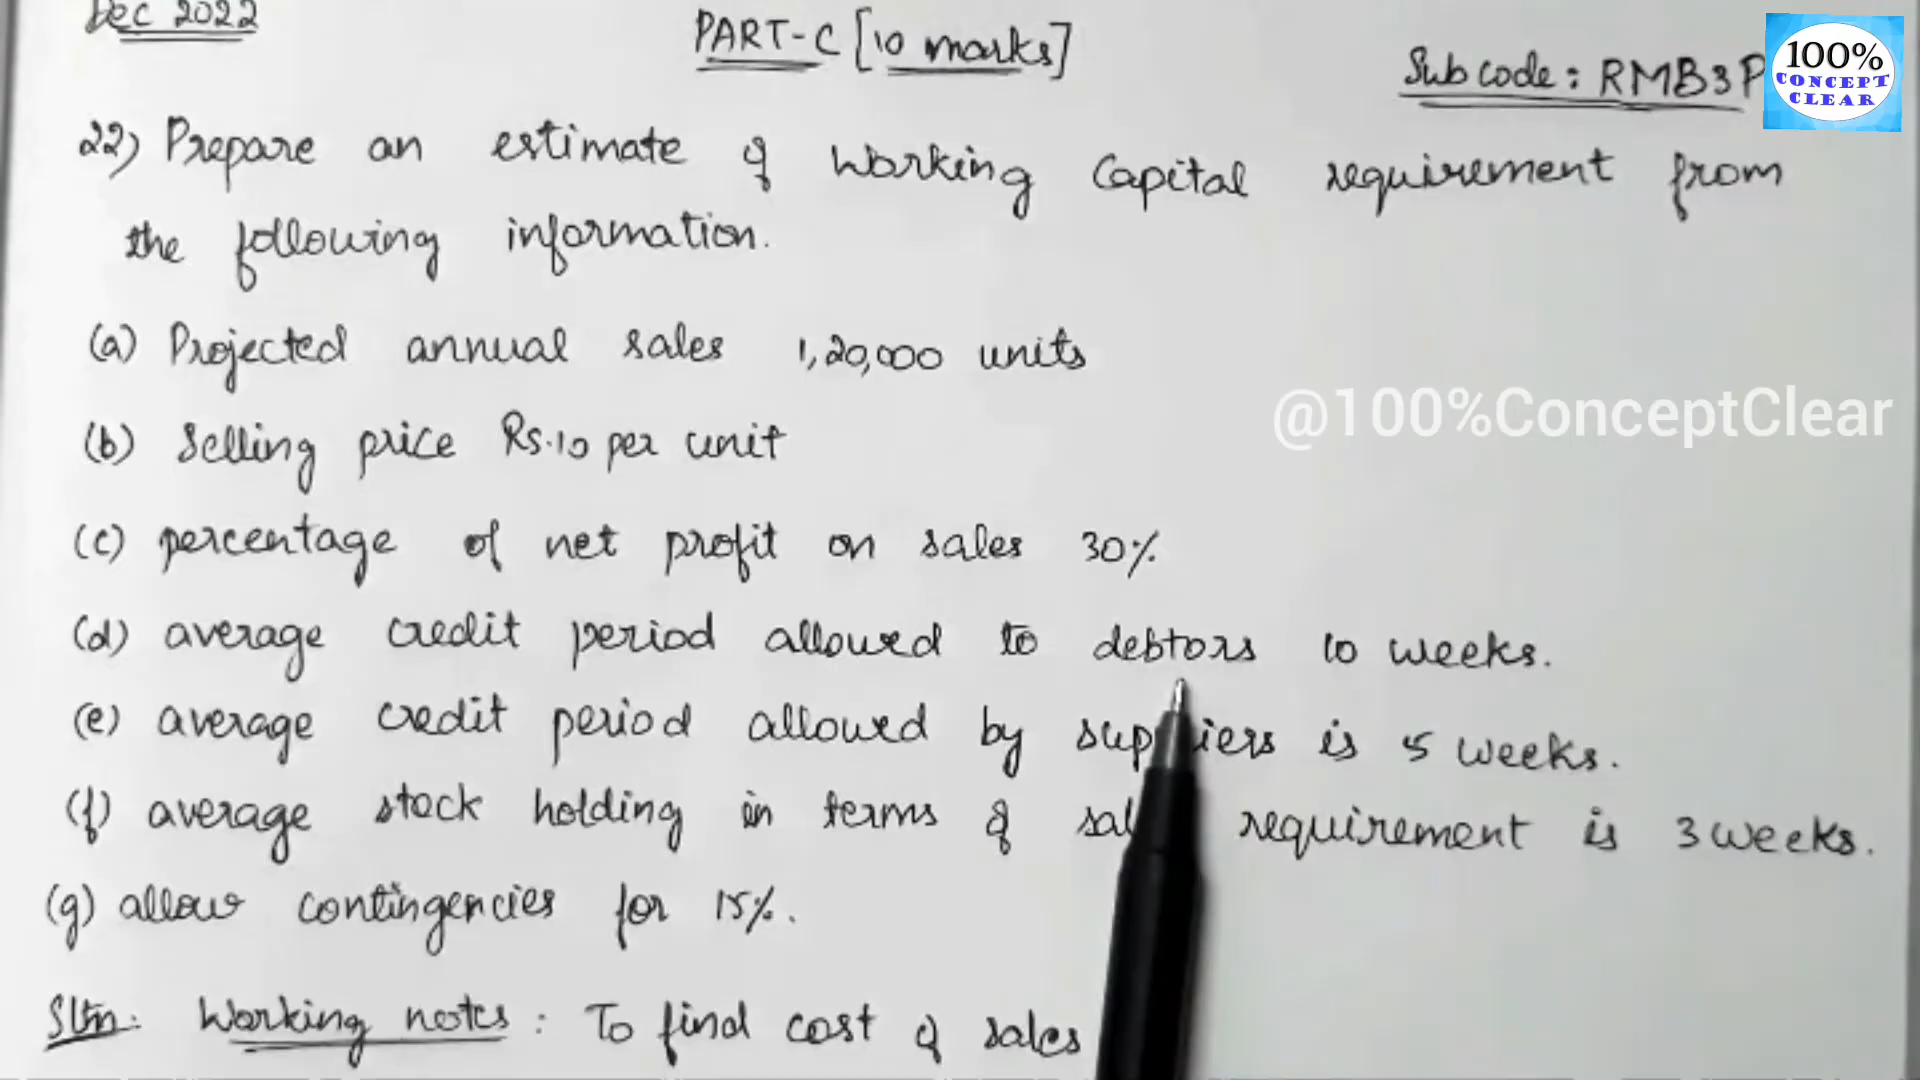 Dec 2022
PART-C [10 marks]
Sub code: RMB3P
100%
CONCEPT
CLEAR
22) Prepare an estimate of Working Capital requirement from
the following information.
(a) Projected annual sales 1,20,000 units
@100%ConceptClear
(b) Selling price Rs.10 per unit
(c) percentage of net profit on sales 30%
(d) average credit period allowed to debtors 10 weeks.
(e) average credit period allowed by suppliers is 5 weeks.
(f) average stock holding in terms of requirement is 3 weeks.
(g) allow contingencies for 15%.
Sltn: Working notes: To find cost of sales